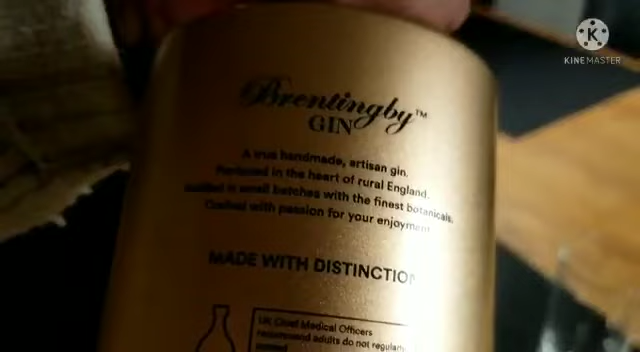 KINEMASTER
Brentingby™
GIN
A true handmade, artisan gin.
in the heart of rural England.
in small batches with the finest botanicals.
Crafted with passion for your enjoyment
MADE WITH DISTINCTION
UK Chief Medical Officers
recommend adults do not regularly